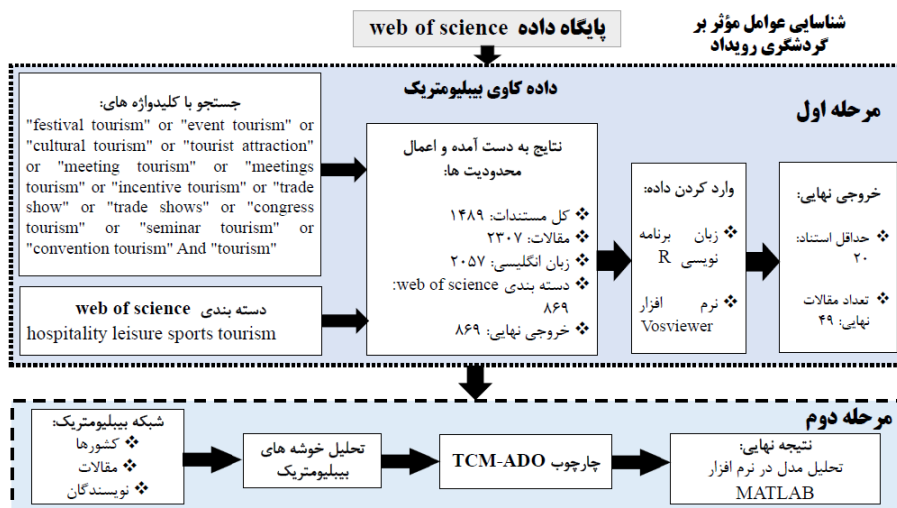 شناسایی عوامل مؤثر بر
گردشگری رویداد
پایگاه داده web of science
مرحله اول
داده کاوی بیبلیومتریک
جستجو با کلیدواژه های:
"festival tourism" or "event tourism" or
"cultural tourism" or "tourist attraction"
or "meeting tourism" or "meetings
tourism" or "incentive tourism" or "trade
show" or "trade shows" or "congress
tourism" or "seminar tourism" or
"convention tourism" And "tourism"
دسته بندی web of science
hospitality leisure sports tourism
نتایج به دست آمده و اعمال
محدودیت ها:
❖ کل مستندات: ۱۴۸۹
❖ مقالات: ۲۳۰۷
❖ زبان انگلیسی: ۲۰۵۷
❖ دسته بندی web of science:
۸۶۹
❖ خروجی نهایی: ۸۶۹
وارد کردن داده:
❖ زبان برنامه
نویسی R
❖ نرم افزار
Vosviewer
خروجی نهایی:
❖ حداقل استناد:
۲۰
❖ تعداد مقالات
نهایی: ۴۹
مرحله دوم
شبکه بیبلیومتریک:
❖ کشورها
❖ مقالات
❖ نویسندگان
تحلیل خوشه های
بیبلیومتریک
چارچوب TCM-ADO
نتیجه نهایی:
تحلیل مدل در نرم افزار
MATLAB